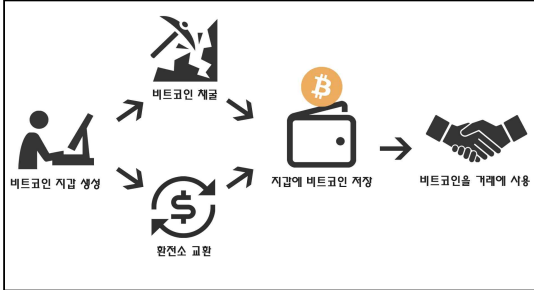 비트코인 채굴
비트코인 지갑 생성
지갑에 비트코인 저장
비트코인을 거래에 사용
환전소 교환